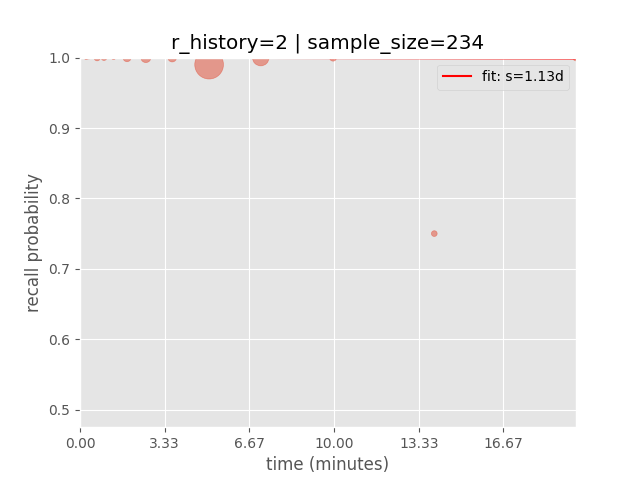 r_history=2 | sample_size=234
fit: s=1.13d
recall probability
1.0
0.9
0.8
0.7
0.6
0.5
0.00 3.33 6.67 10.00 13.33 16.67
time (minutes)